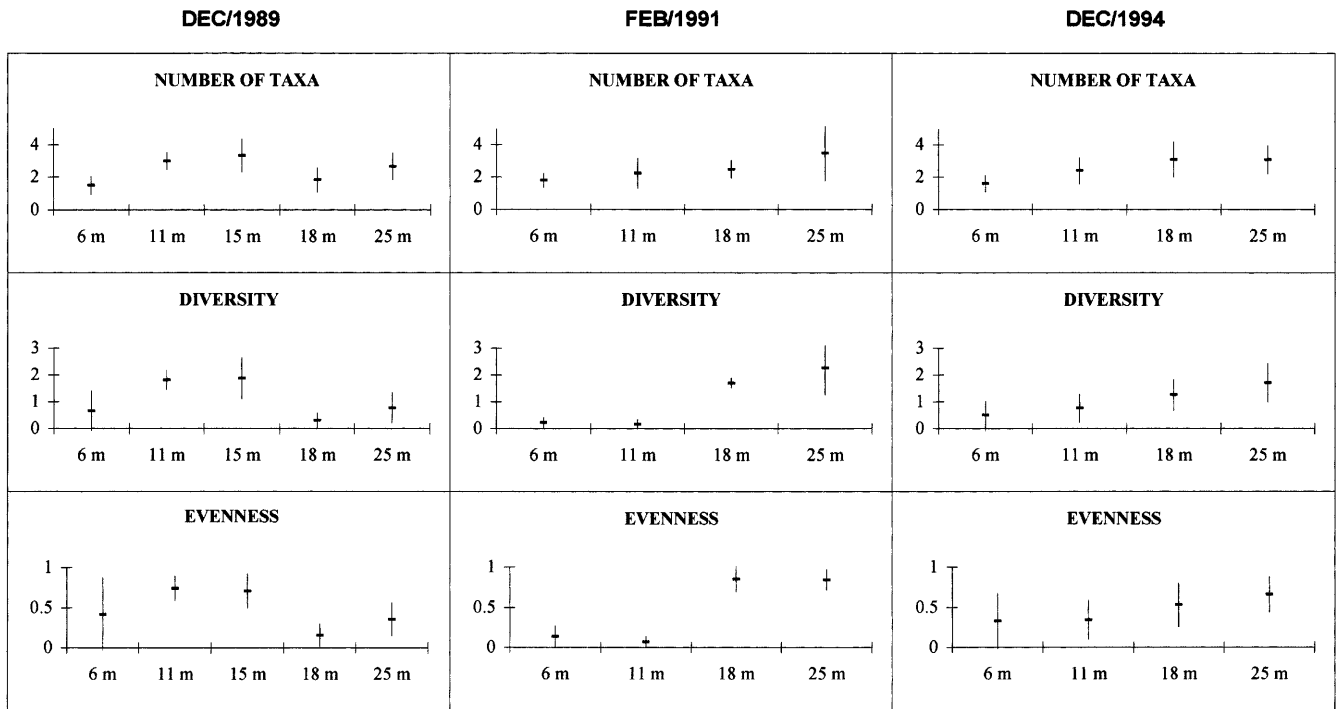 DEC/1989 FEB/1991 DEC/1994
NUMBER OF TAXA NUMBER OF TAXA NUMBER OF TAXA
4 4 4
2 2 2
0 0 0
6 m 11 m 15 m 18 m 25 m 6 m 11 m 18 m 25 m 6 m 11 m 18 m 25 m
DIVERSITY DIVERSITY DIVERSITY
3 3 3
2 2 2
1 1 1
0 0 0
6 m 11 m 15 m 18 m 25 m 6 m 11 m 18 m 25 m 6 m 11 m 18 m 25 m
EVENNESS EVENNESS EVENNESS
1 1 1
0.5 0.5 0.5
0 0 0
6 m 11 m 15 m 18 m 25 m 6 m 11 m 18 m 25 m 6 m 11 m 18 m 25 m